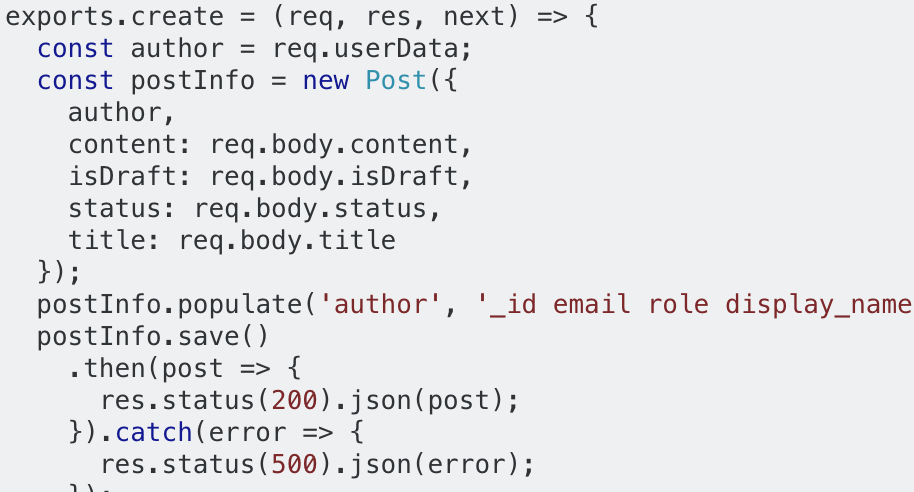 exports.create = (req, res, next) => {
  const author = req.userData;
  const postInfo = new Post({
    author,
    content: req.body.content,
    isDraft: req.body.isDraft,
    status: req.body.status,
    title: req.body.title
  });
  postInfo.populate('author', '_id email role display_name
  postInfo.save()
    .then(post => {
      res.status(200).json(post);
    }).catch(error => {
      res.status(500).json(error);
    });